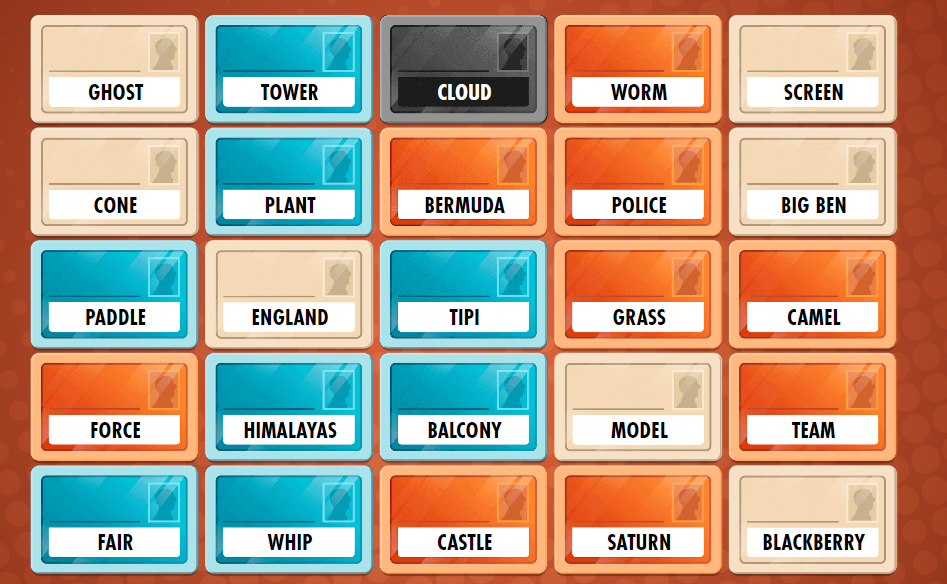 GHOST
TOWER
CLOUD
WORM
SCREEN
CONE
PLANT
BERMUDA
POLICE
BIG BEN
PADDLE
ENGLAND
TIPI
GRASS
CAMEL
FORCE
HIMALAYAS
BALCONY
MODEL
TEAM
FAIR
WHIP
CASTLE
SATURN
BLACKBERRY